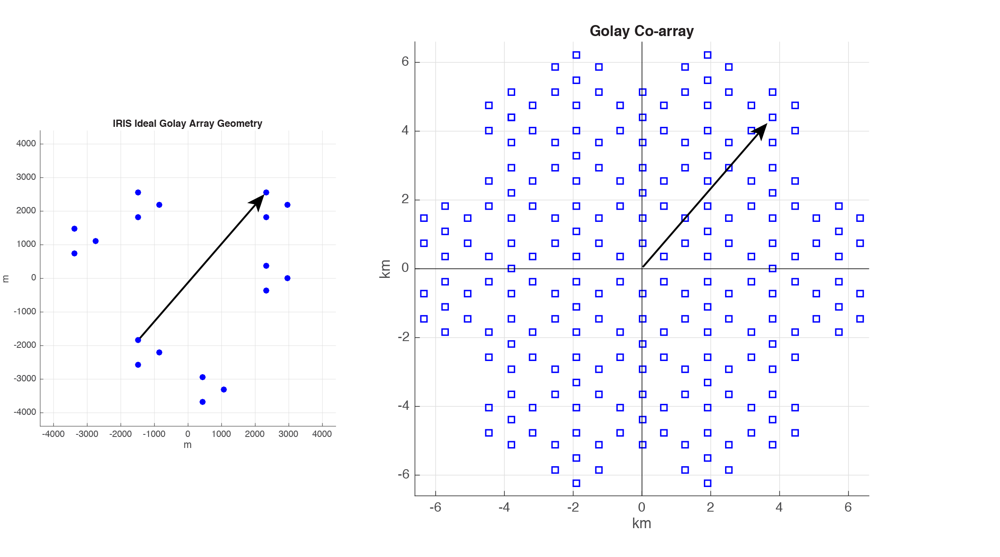 IRIS Ideal Golay Array Geometry
4000
3000
2000
1000
0
-1000
-2000
-3000
-4000
m
-4000 -3000 -2000 -1000 0 1000 2000 3000 4000
m
Golay Co-array
6
4
2
0
-2
-4
-6
km
-6 -4 -2 0 2 4 6
km